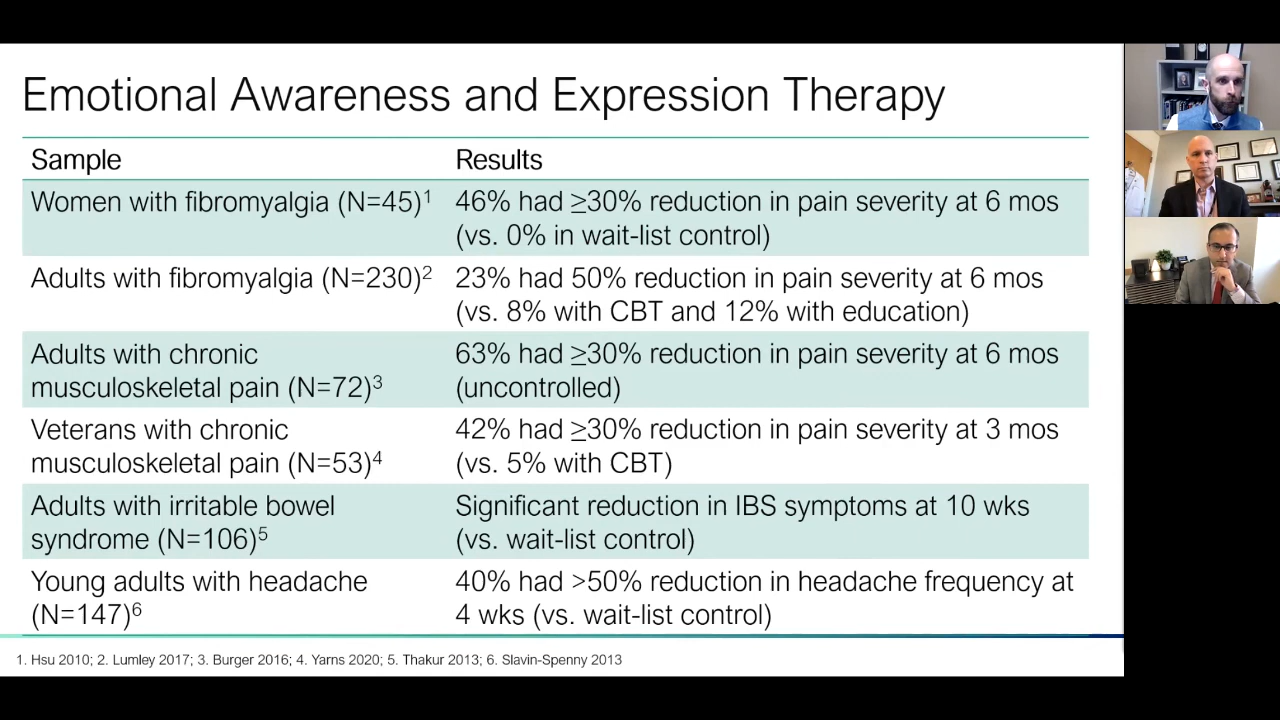 Emotional Awareness and Expression Therapy
Sample Results
Women with fibromyalgia (N=45)1 46% had ≥30% reduction in pain severity at 6 mos
(vs. 0% in wait-list control)
Adults with fibromyalgia (N=230)2 23% had 50% reduction in pain severity at 6 mos
(vs. 8% with CBT and 12% with education)
Adults with chronic 63% had ≥30% reduction in pain severity at 6 mos
musculoskeletal pain (N=72)3 (uncontrolled)
Veterans with chronic 42% had ≥30% reduction in pain severity at 3 mos
musculoskeletal pain (N=53)4 (vs. 5% with CBT)
Adults with irritable bowel Significant reduction in IBS symptoms at 10 wks
syndrome (N=106)5 (vs. wait-list control)
Young adults with headache 40% had >50% reduction in headache frequency at
(N=147)6 4 wks (vs. wait-list control)
1. Hsu 2010; 2. Lumley 2017; 3. Burger 2016; 4. Yarns 2020; 5. Thakur 2013; 6. Slavin-Spenny 2013